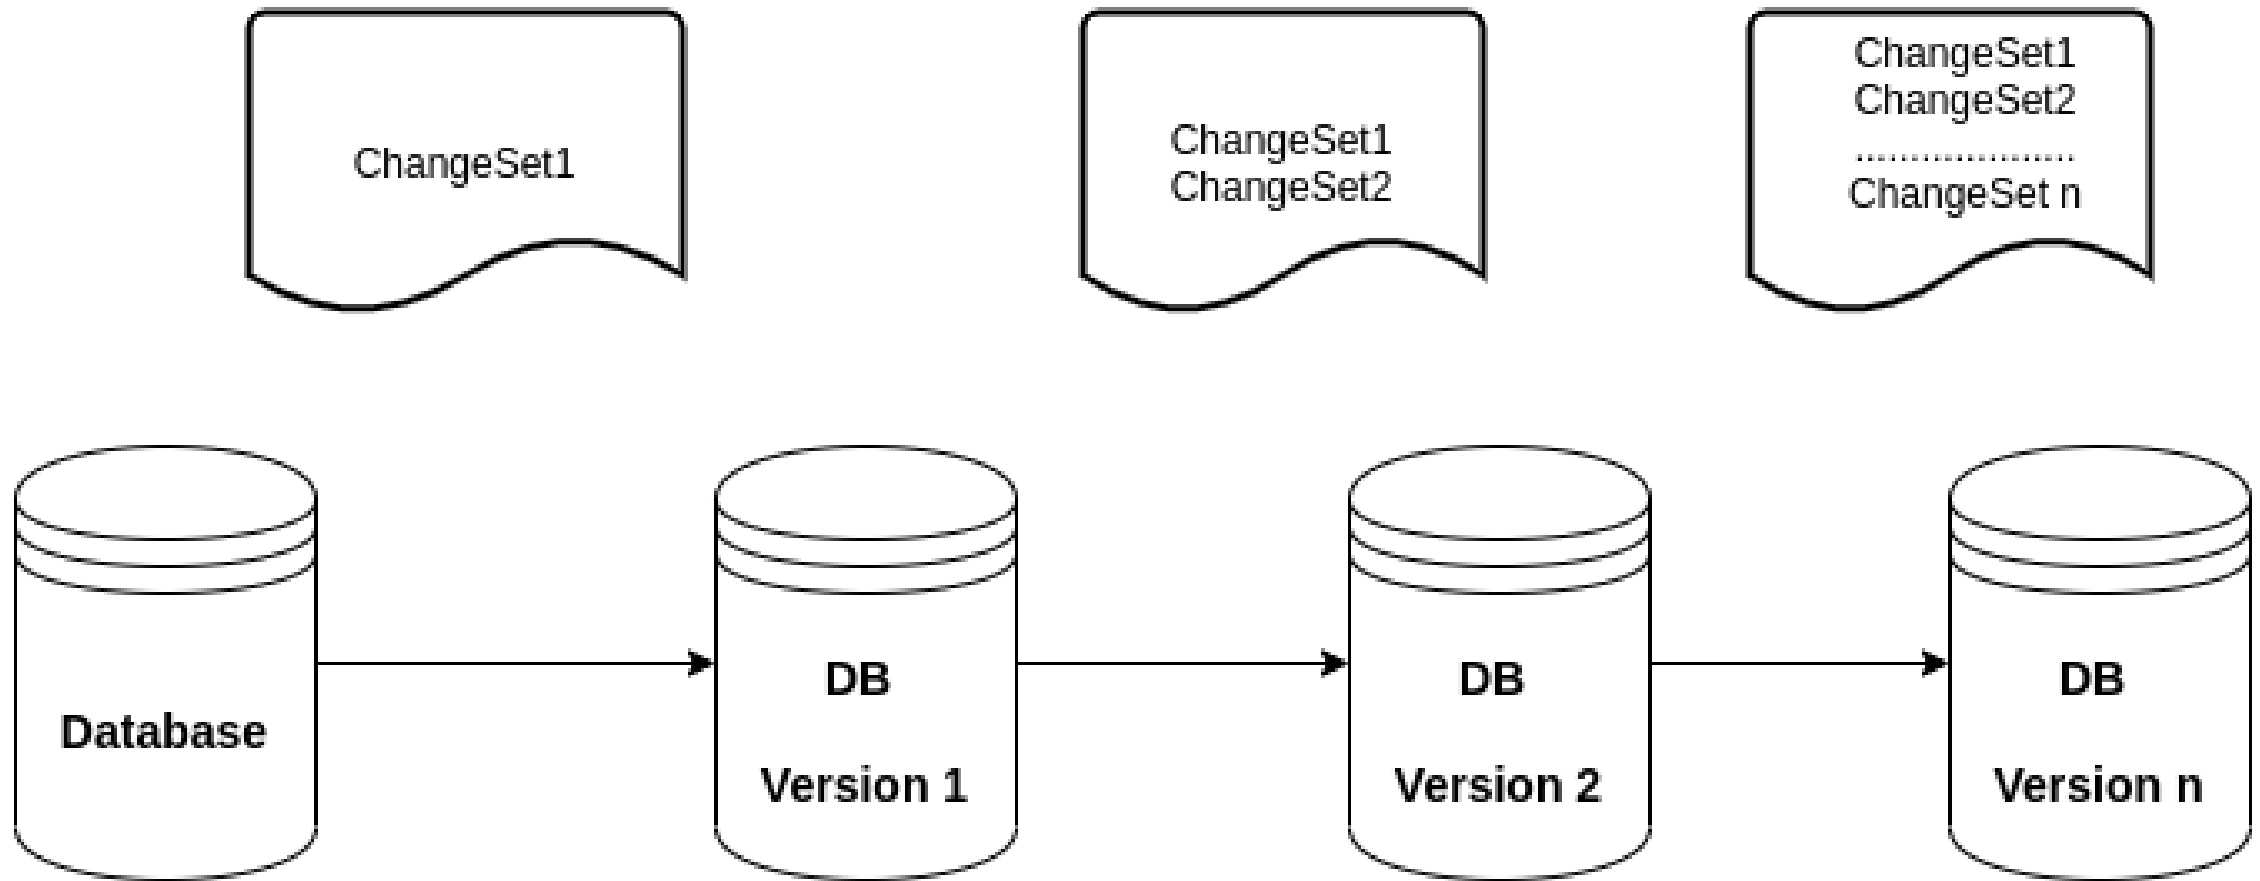 ChangeSet1
ChangeSet1
ChangeSet2
ChangeSet1
ChangeSet2
....................
ChangeSet n
Database
DB
Version 1
DB
Version 2
DB
Version n